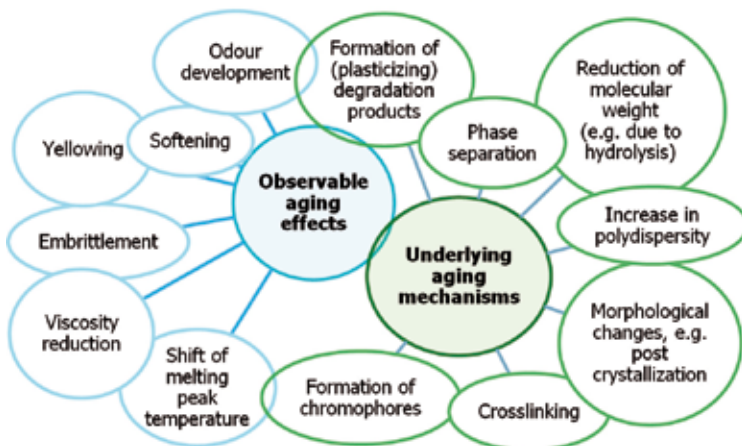 Odour
development
Formation of
(plasticizing)
degradation
products
Reduction of
molecular
weight
(e.g. due to
hydrolysis)
Yellowing
Softening
Phase
separation
Observable
aging
effects
Embrittlement
Underlying
aging
mechanisms
Increase in
polydispersity
Viscosity
reduction
Shift of
melting
peak
temperature
Formation of
chromophores
Crosslinking
Morphological
changes, e.g.
post
crystallization